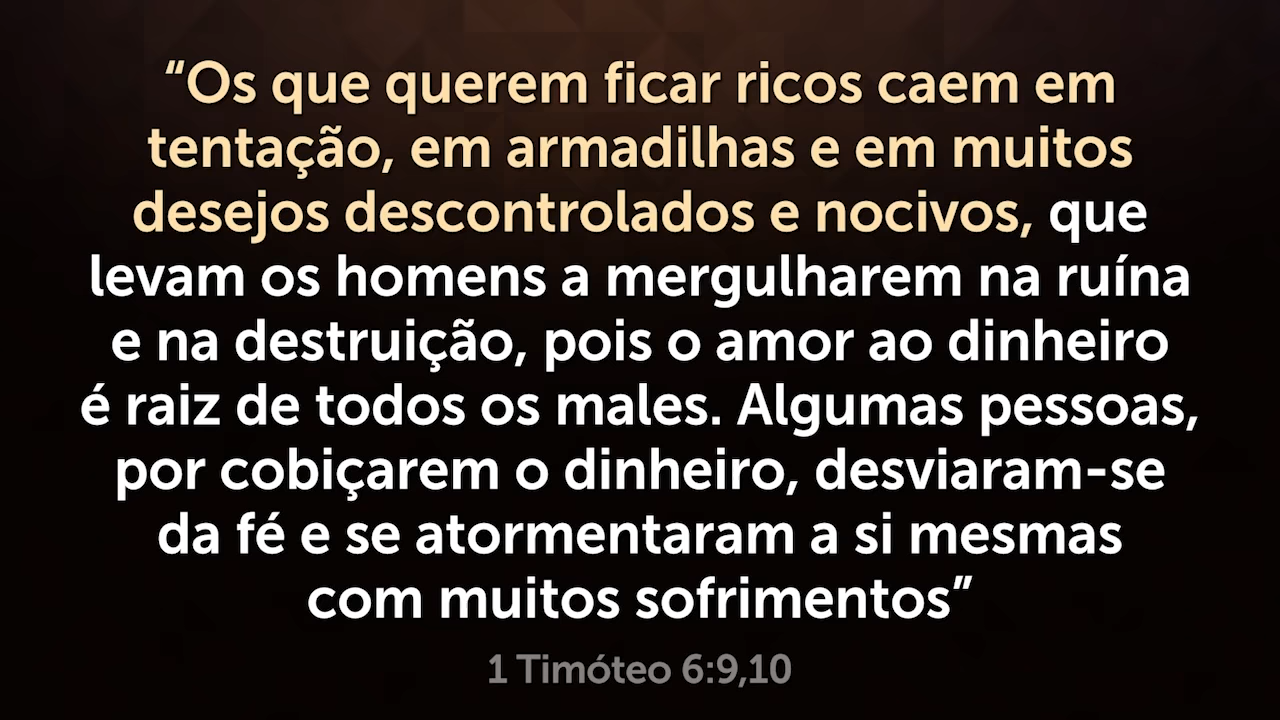 “Os que querem ficar ricos caem em
tentação, em armadilhas e em muitos
desejos descontrolados e nocivos, que
levam os homens a mergulharem na ruína
e na destruição, pois o amor ao dinheiro
é raiz de todos os males. Algumas pessoas,
por cobiçarem o dinheiro, desviaram-se
da fé e se atormentaram a si mesmas
com muitos sofrimentos”
1 Timóteo 6:9,10